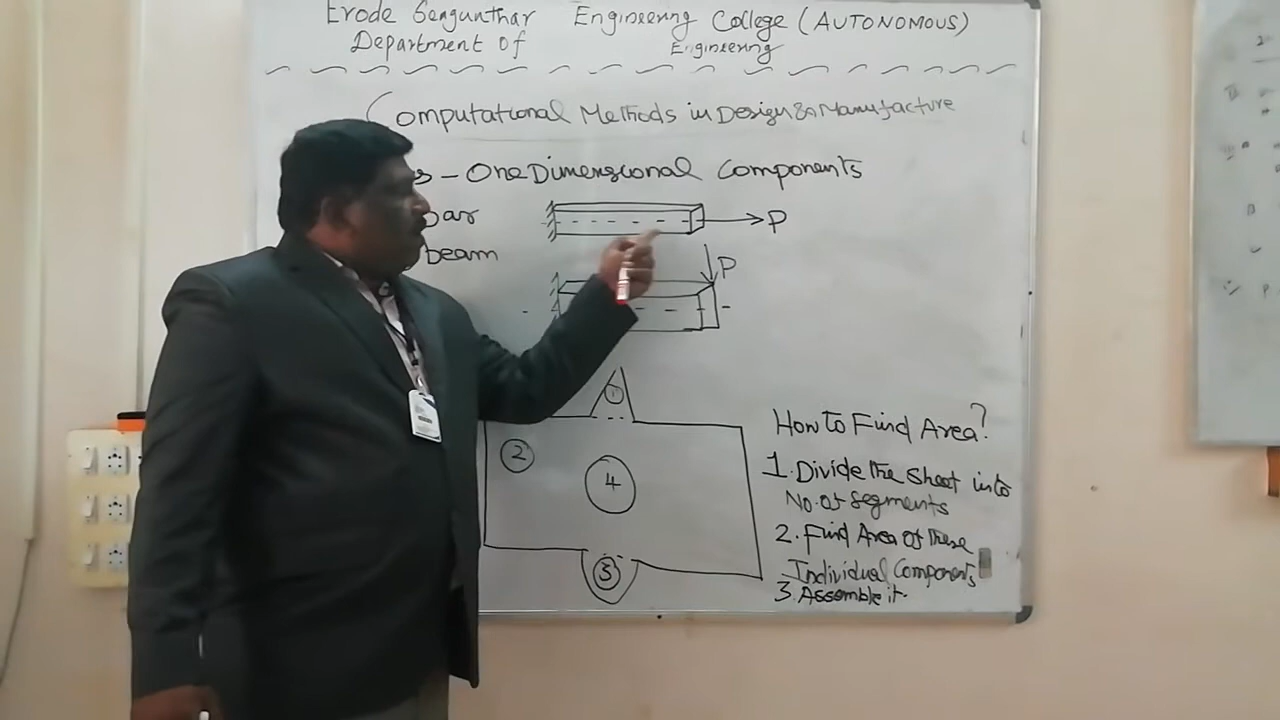 Erode Sengunthar Engineering College (AUTONOMOUS)
Department of Engineering
Computational Methods in Design & Manufacture
- One Dimensional Components
bar
P
beam
P
1
2
4
3
How to Find Area?
1. Divide the Sheet into
No. of Segments
2. Find Area of These
Individual Components
3. Assemble it.